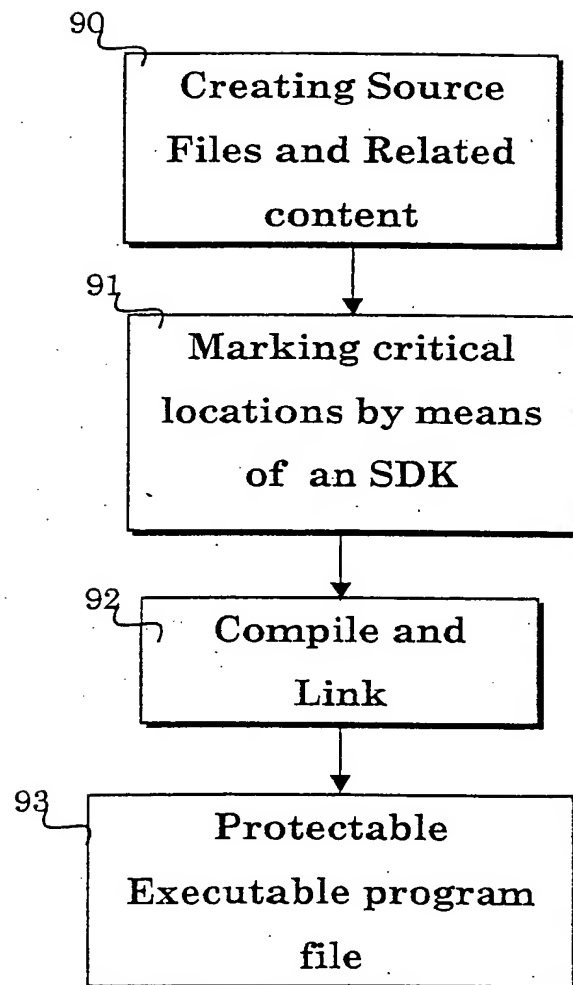 90
Creating Source
Files and Related
content
91
Marking critical
locations by means
of an SDK
92
Compile and
Link
93
Protectable
Executable program
file